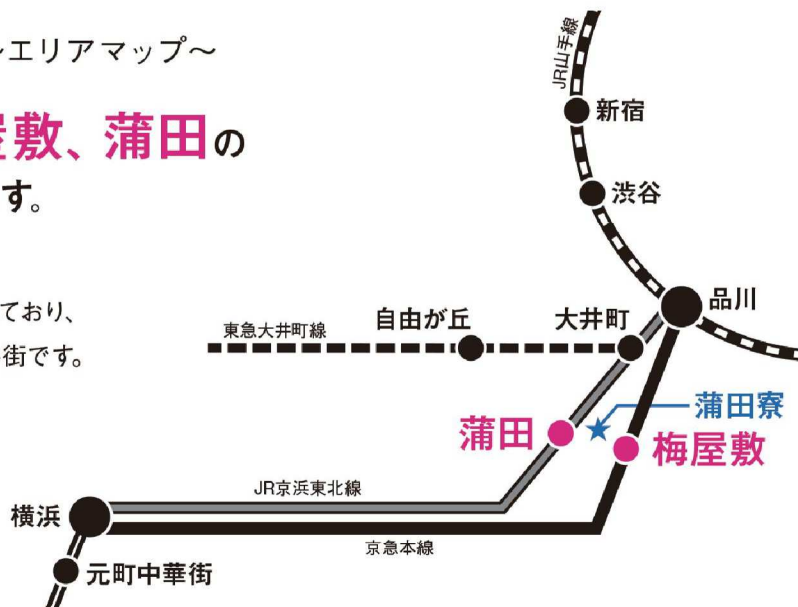 ～エリアマップ～
屋敷、蒲田の
す。
ており、
街です。
JR山手線
新宿
渋谷
品川
東急大井町線
自由が丘
大井町
蒲田寮
蒲田
梅屋敷
JR京浜東北線
横浜
京急本線
元町中華街